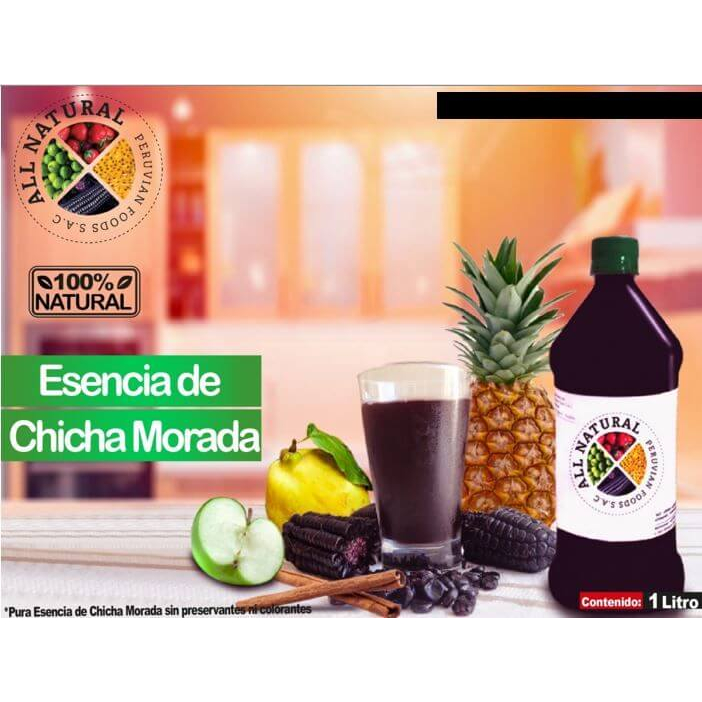 ALL NATURAL
PERUVIAN FOODS S.A.C
100%
NATURAL
Esencia de
Chicha Morada
ALL NATURAL
PERUVIAN FOODS S.A.C
Contenido: 1 Litro
*Pura Esencia de Chicha Morada sin preservantes ni colorantes